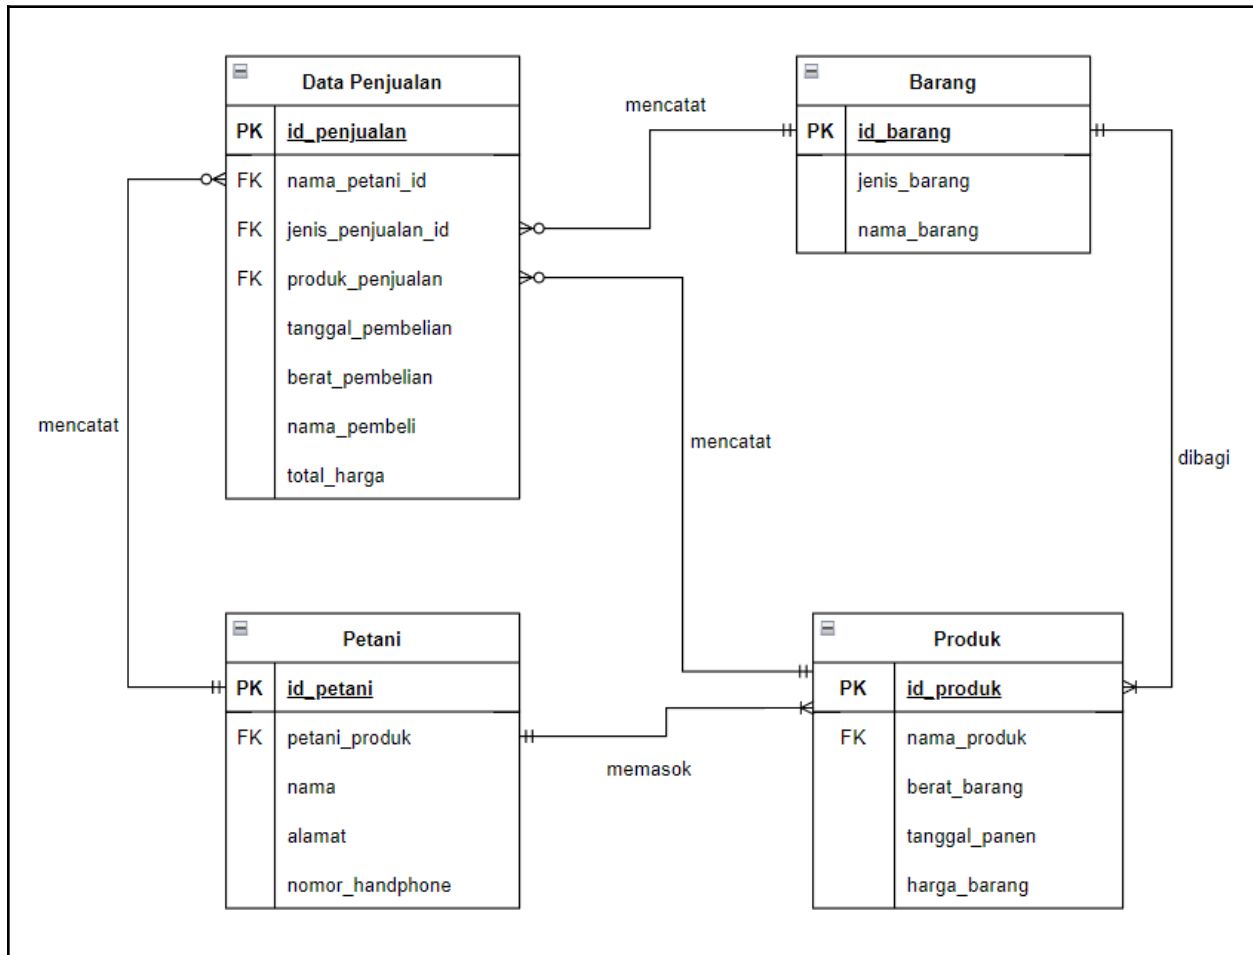 Data Penjualan
PK id_penjualan
FK nama_petani_id
FK jenis_penjualan_id
FK produk_penjualan
tanggal_pembelian
berat_pembelian
nama_pembeli
total_harga
mencatat
Barang
PK id_barang
jenis_barang
nama_barang
mencatat
mencatat
dibagi
Petani
PK id_petani
FK petani_produk
nama
alamat
nomor_handphone
memasok
Produk
PK id_produk
FK nama_produk
berat_barang
tanggal_panen
harga_barang